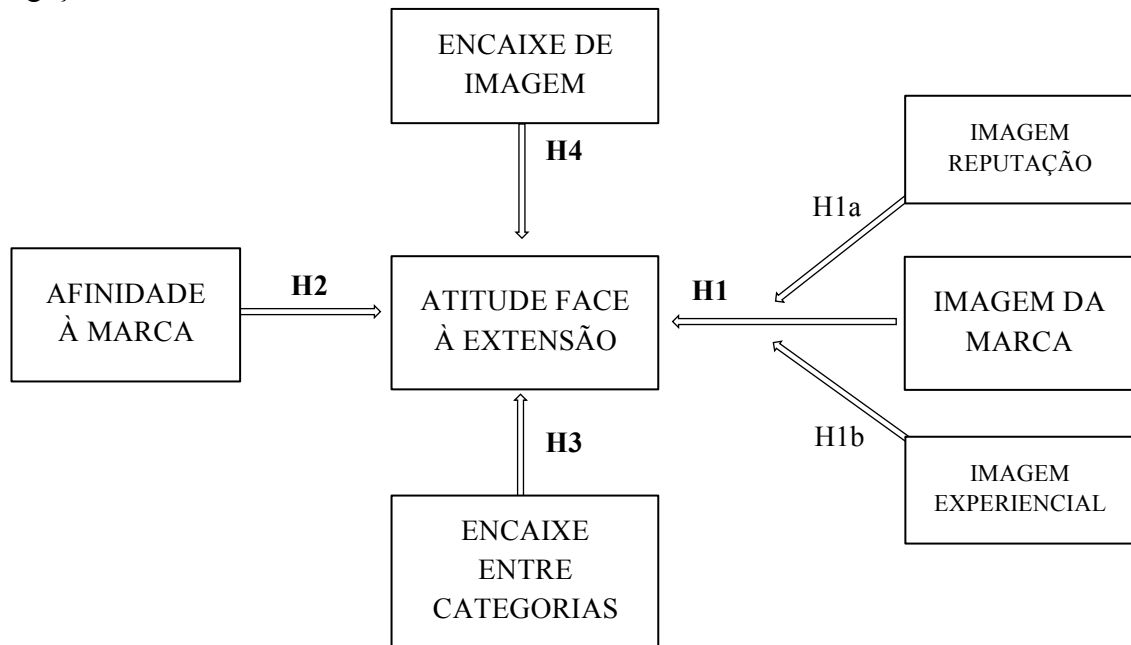 ENCAIXE DE
IMAGEM
H4
IMAGEM
REPUTAÇÃO
H1a
AFINIDADE
À MARCA
H2
ATITUDE FACE
À EXTENSÃO
H1
IMAGEM DA
MARCA
H3
H1b
IMAGEM
EXPERIENCIAL
ENCAIXE
ENTRE
CATEGORIAS